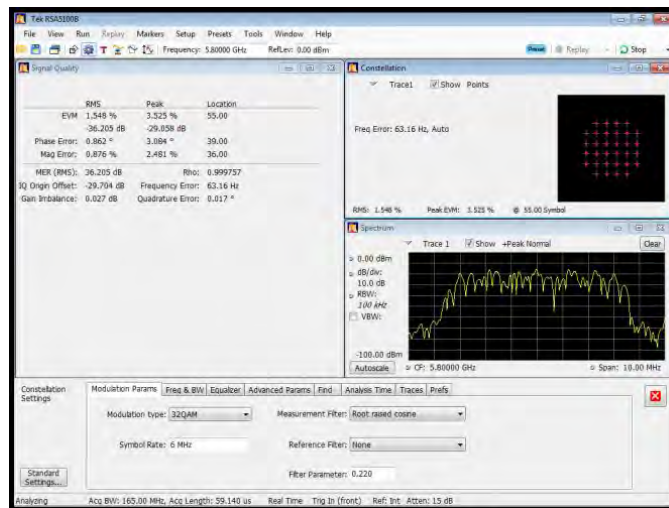 Tek RSA5100B
File View Run Replay Markers Setup Presets Tools Window Help
Frequency: 5.80000 GHz RefLev: 0.00 dBm Preset Replay Stop
Signal Quality
RMS Peak Location
EVM 1.548 % 3.525 % 55.00
-36.205 dB -29.058 dB
Phase Error: 0.862 ° 3.084 ° 39.00
Mag Error: 0.876 % 2.481 % 36.00
MER (RMS): 36.205 dB Rho: 0.999757
IQ Origin Offset: -29.704 dB Frequency Error: 63.16 Hz
Gain Imbalance: 0.027 dB Quadrature Error: 0.017 °
Constellation
Trace1 Show Points
Freq Error: 63.16 Hz, Auto
RMS: 1.548 % Peak EVM: 3.525 % @ 55.00 Symbol
Spectrum
Trace 1 Show +Peak Normal Clear
0.00 dBm
dB/div:
10.0 dB
RBW:
100 kHz
VBW:
-100.00 dBm
Autoscale CF: 5.80000 GHz Span: 10.00 MHz
Constellation
Settings
Modulation Params Freq & BW Equalizer Advanced Params Find Analysis Time Traces Prefs
Modulation type: 32QAM Measurement Filter: Root raised cosine
Symbol Rate: 6 MHz Reference Filter: None
Filter Parameter: 0.220
Standard
Settings...
Analyzing Acq BW: 165.00 MHz, Acq Length: 59.140 us Real Time Trig In (front) Ref: Int Atten: 15 dB